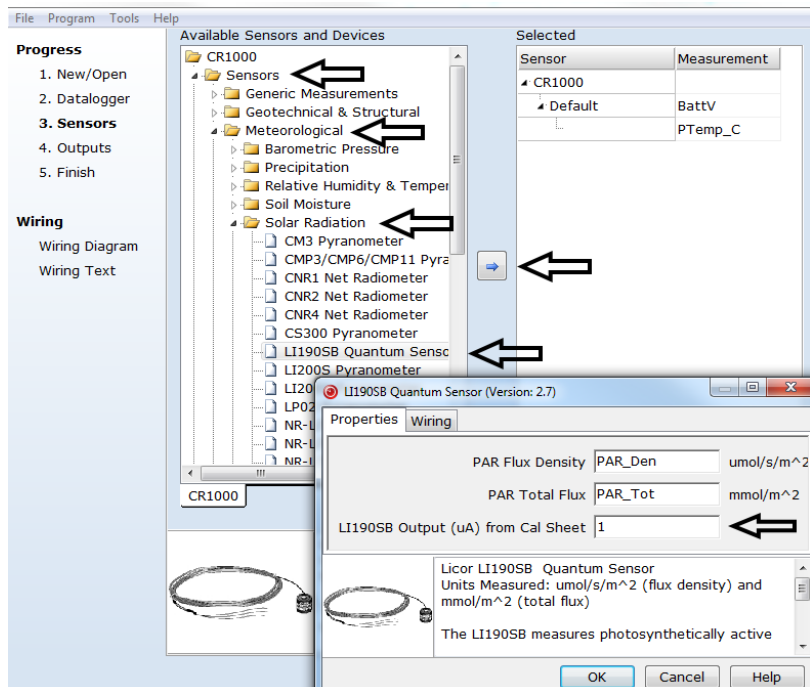 File Program Tools Help
Progress
1. New/Open
2. Datalogger
3. Sensors
4. Outputs
5. Finish
Wiring
Wiring Diagram
Wiring Text
Available Sensors and Devices
CR1000
Sensors
Generic Measurements
Geotechnical & Structural
Meteorological
Barometric Pressure
Precipitation
Relative Humidity & Temper
Soil Moisture
Solar Radiation
CM3 Pyranometer
CMP3/CMP6/CMP11 Pyra
CNR1 Net Radiometer
CNR2 Net Radiometer
CNR4 Net Radiometer
CS300 Pyranometer
LI190SB Quantum Senso
LI200S Pyranometer
LI20
LP02
NR-L
NR-L
NR-L
CR1000
Selected
Sensor Measurement
CR1000
Default BattV
PTemp_C
LI190SB Quantum Sensor (Version: 2.7)
Properties Wiring
PAR Flux Density PAR_Den umol/s/m^2
PAR Total Flux PAR_Tot mmol/m^2
LI190SB Output (uA) from Cal Sheet 1
Licor LI190SB Quantum Sensor
Units Measured: umol/s/m^2 (flux density) and
mmol/m^2 (total flux)
The LI190SB measures photosynthetically active
OK Cancel Help